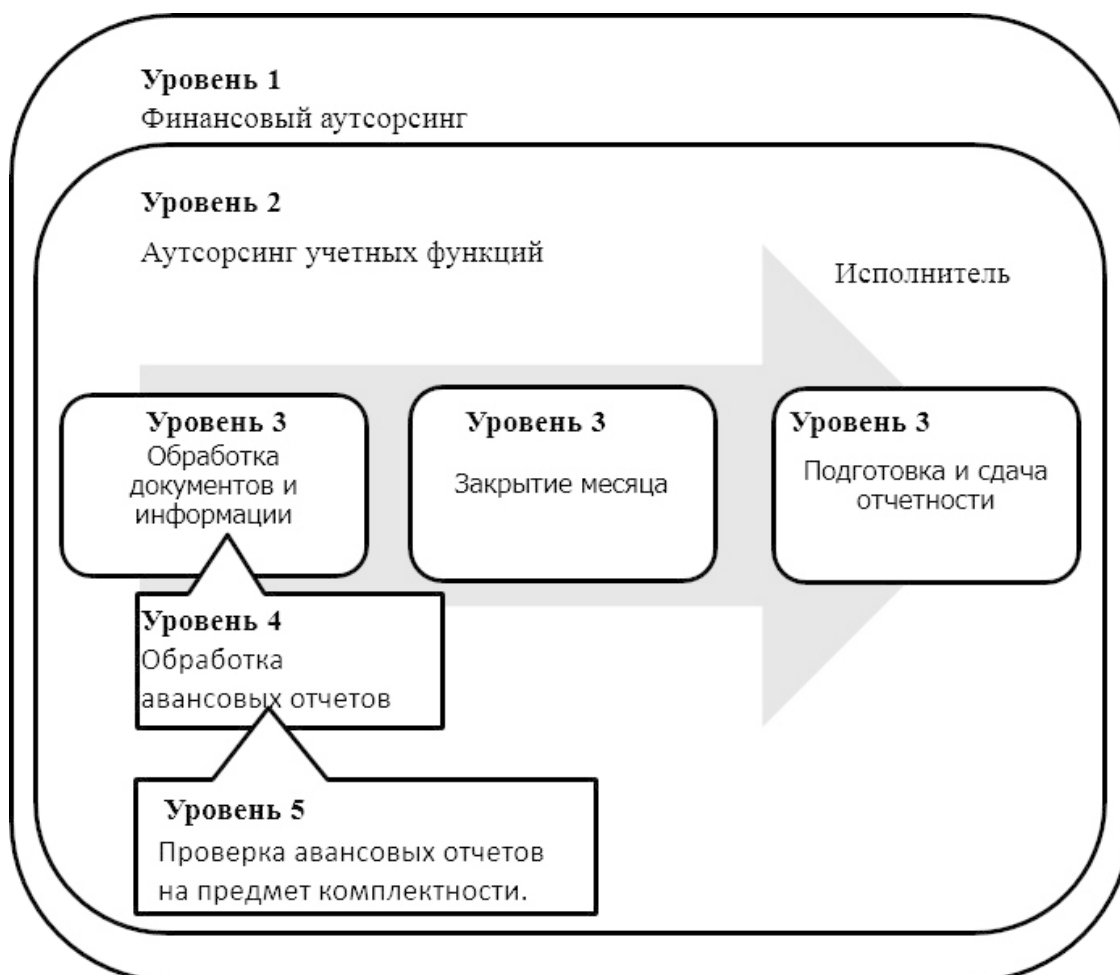 Уровень 1
Финансовый аутсорсинг
Уровень 2
Аутсорсинг учетных функций
Исполнитель
Уровень 3
Обработка
документов и
информации
Уровень 3
Закрытие месяца
Уровень 3
Подготовка и сдача
отчетности
Уровень 4
Обработка
авансовых отчетов
Уровень 5
Проверка авансовых отчетов
на предмет комплектности.